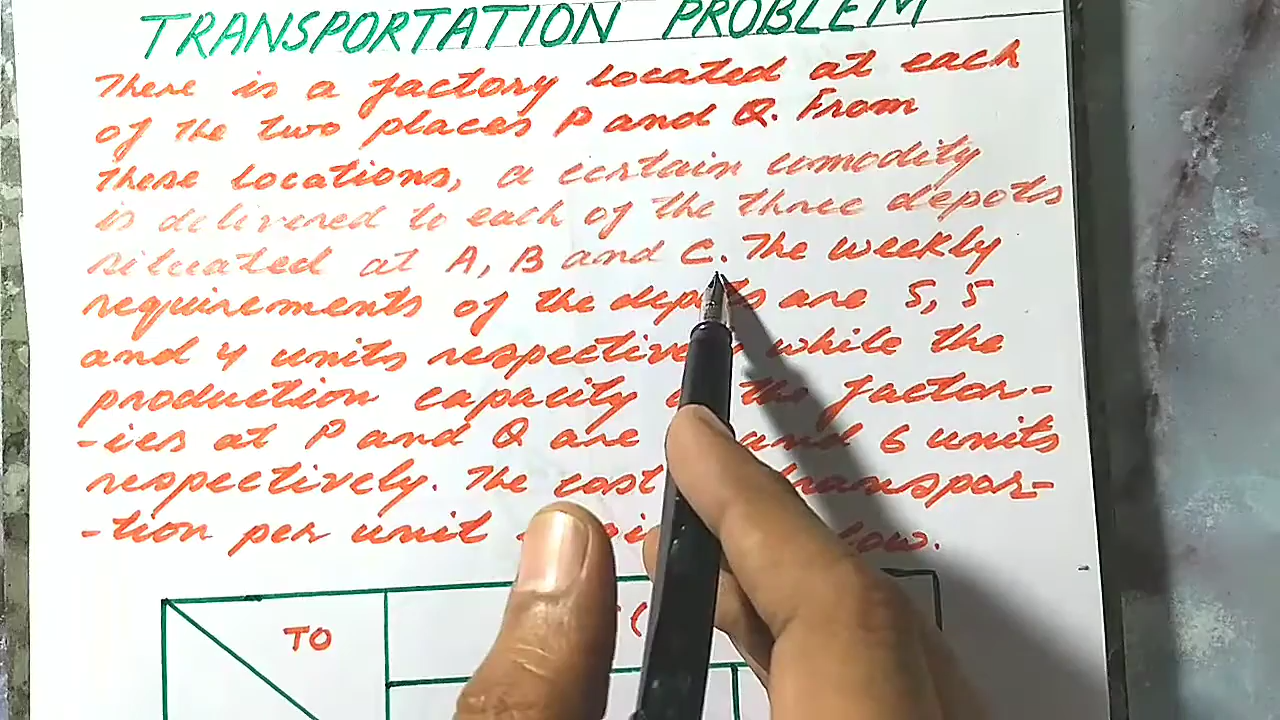 TRANSPORTATION PROBLEM
There is a factory located at each
of the two places P and Q. From
these locations, a certain comodity
is delivered to each of the three depots
situated at A, B and C. The weekly
requirements of the depots are 5, 5
and 4 units respectively while the
production capacity the factor-
-ies at P and Q are and 6 units
respectively. The cost transpor-
-tion per unit low.
TO